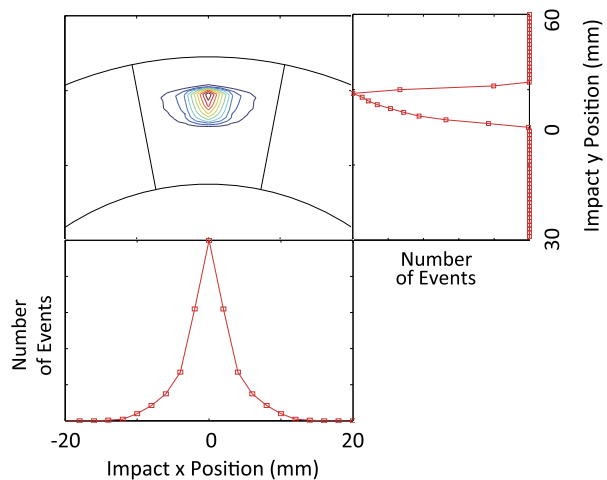 60
0
30
Impact y Position (mm)
Number
of Events
Number
of Events
-20
0
20
Impact x Position (mm)